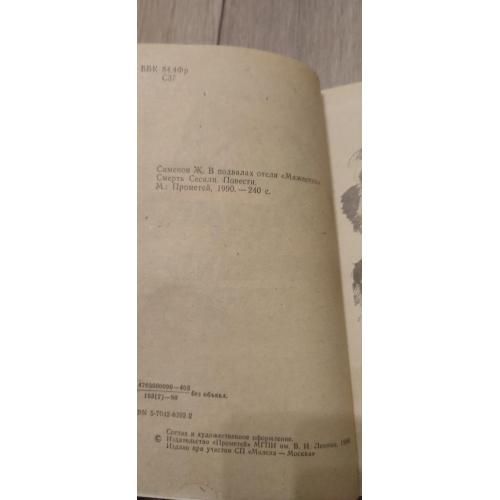 ББК 84.4Фр
С37
Сименон Ж. В подвалах отеля «Мажестик».
Смерть Сесили. Повести.
М.: Прометей, 1990. — 240 с.
без объявл.
Состав и художественное оформление.
© Издательство «Прометей» МГПИ им. В. И. Ленина, 1990
Издано при участии СП «Мобела — Москва»